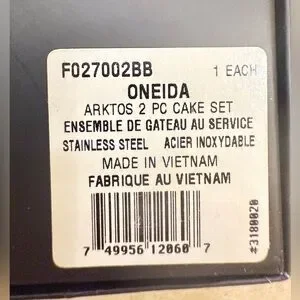 F027002BB 1 EACH
ONEIDA
ARKTOS 2 PC CAKE SET
ENSEMBLE DE GATEAU AU SERVICE
STAINLESS STEEL ACIER INOXYDABLE
MADE IN VIETNAM
FABRIQUE AU VIETNAM
7 49956 12060 7
#3180020